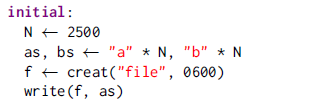 initial:
N ← 2500
as, bs ← "a" * N, "b" * N
f ← creat("file", 0600)
write(f, as)